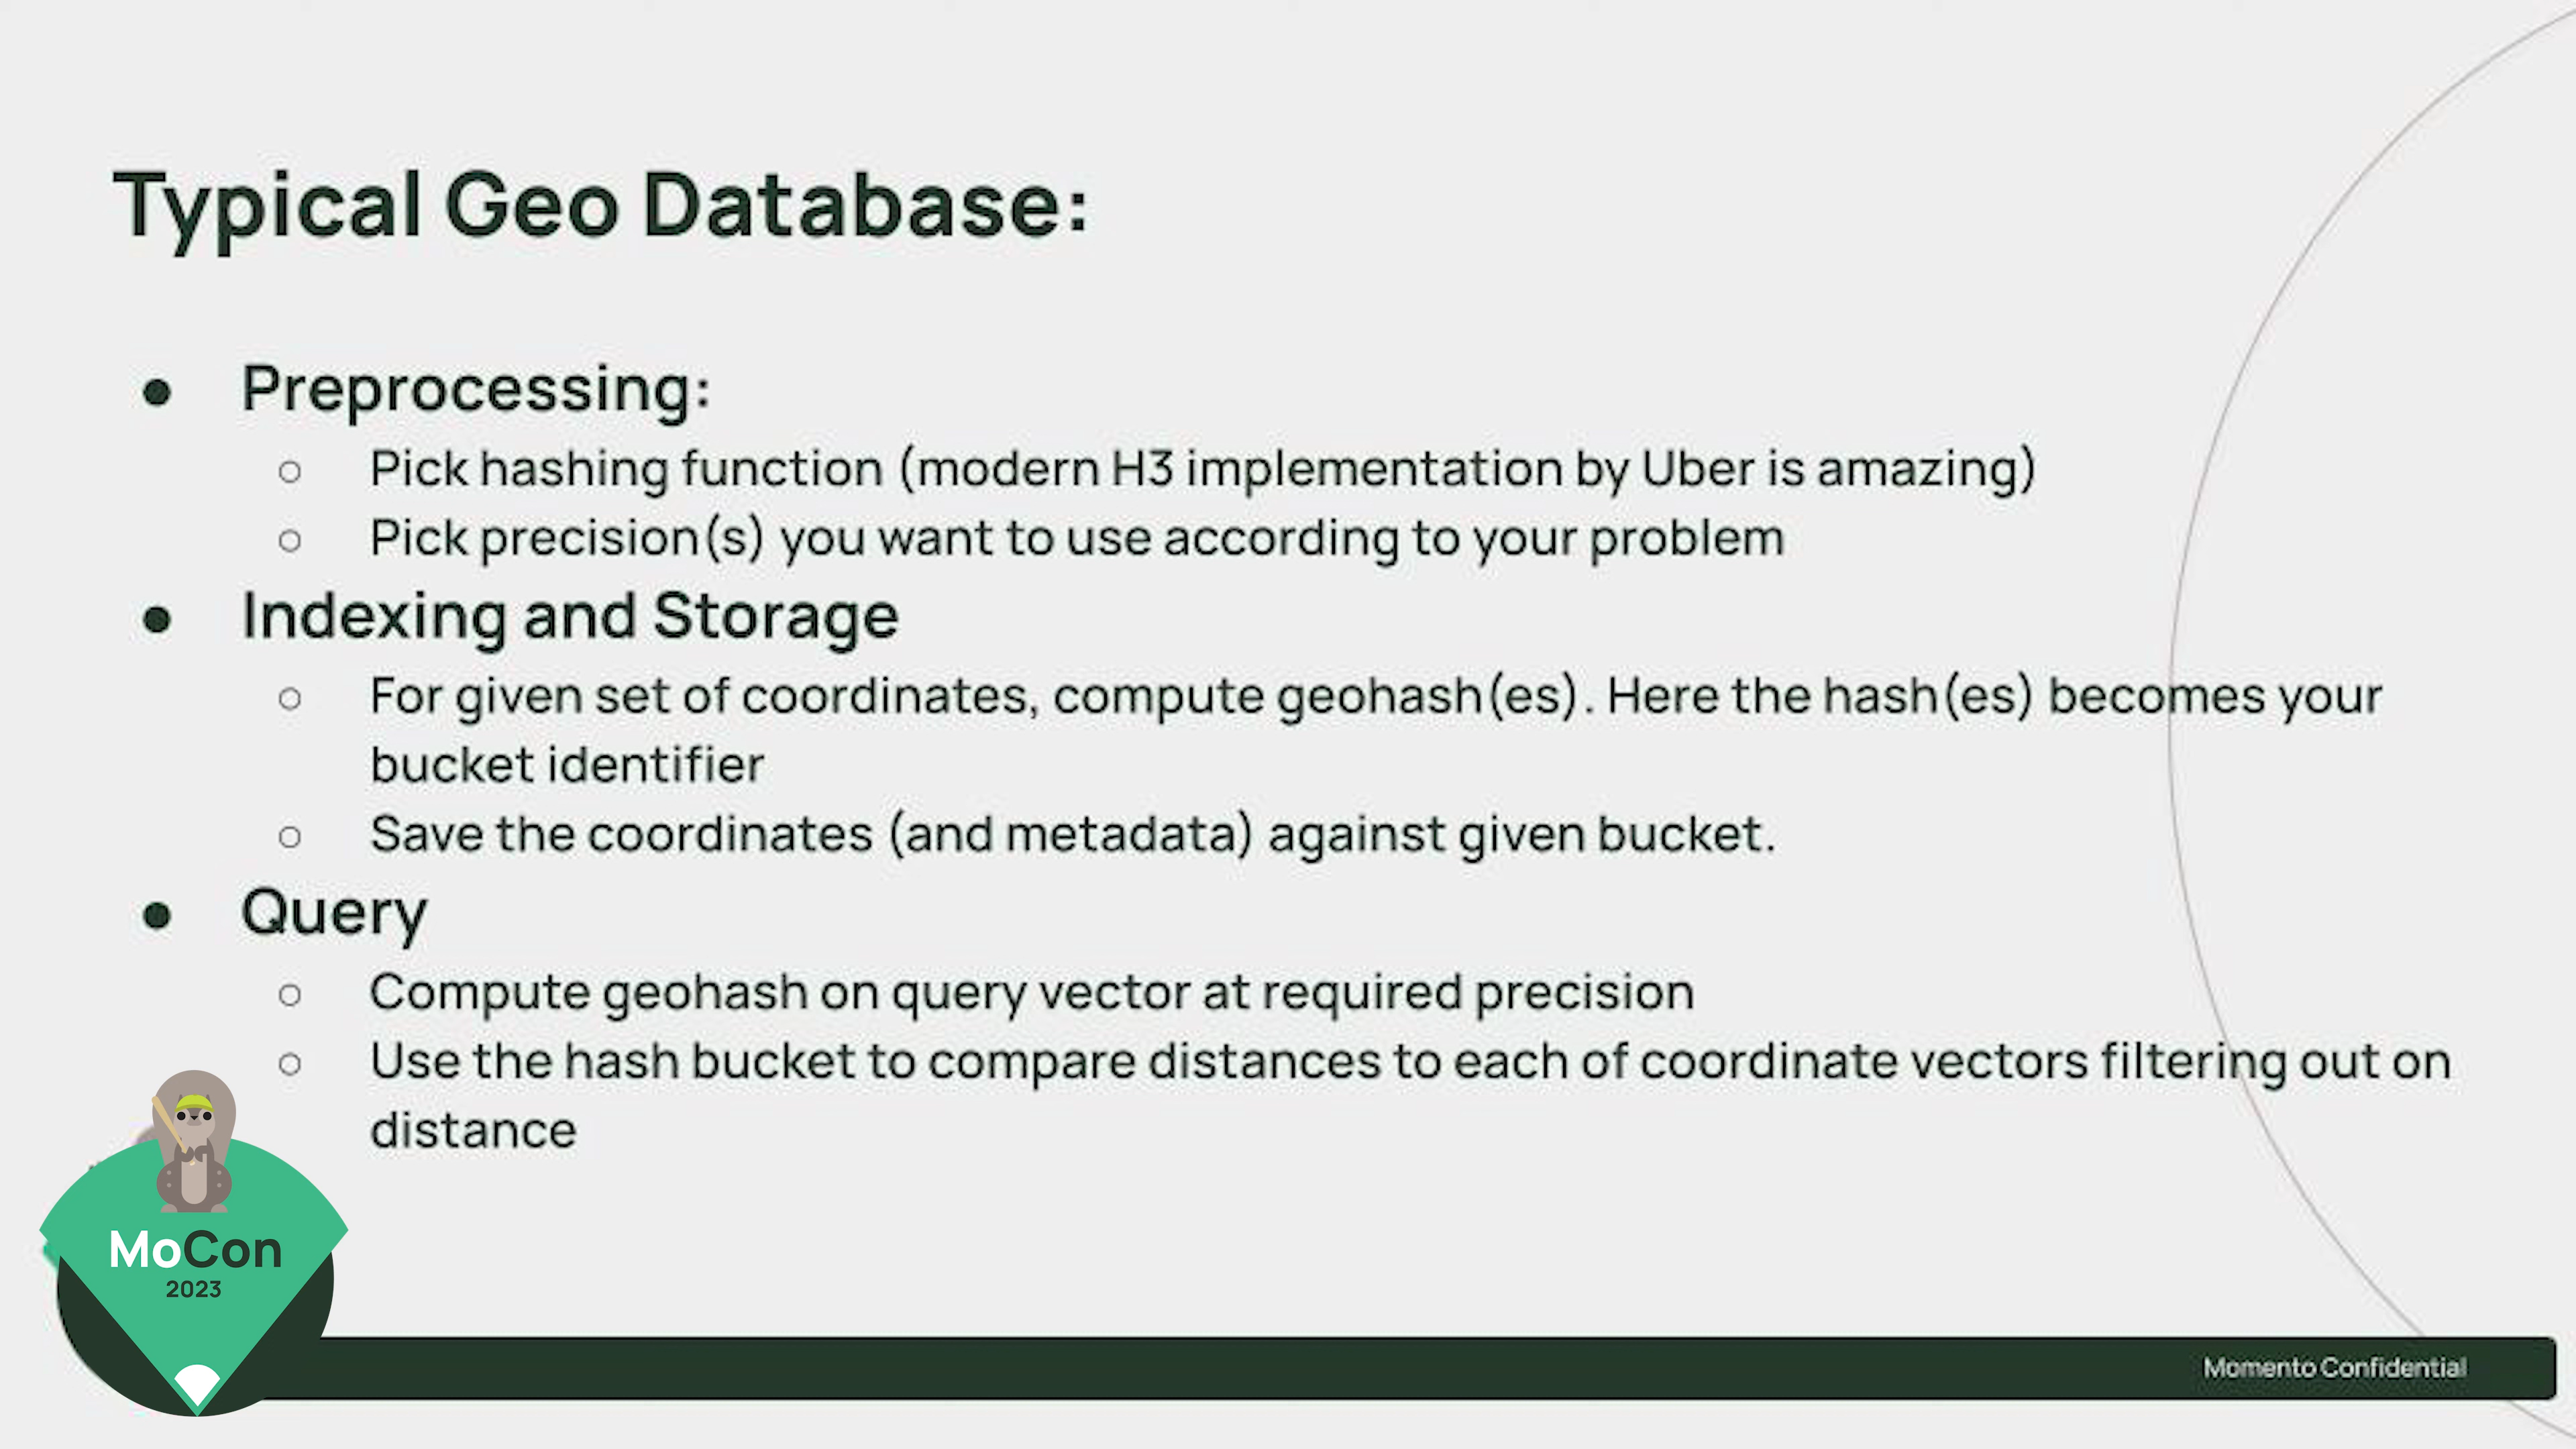 Typical Geo Database:
● Preprocessing:
○ Pick hashing function (modern H3 implementation by Uber is amazing)
○ Pick precision(s) you want to use according to your problem
● Indexing and Storage
○ For given set of coordinates, compute geohash(es). Here the hash(es) becomes your
bucket identifier
○ Save the coordinates (and metadata) against given bucket.
● Query
○ Compute geohash on query vector at required precision
○ Use the hash bucket to compare distances to each of coordinate vectors filtering out on
distance
MoCon
2023
Momento Confidential